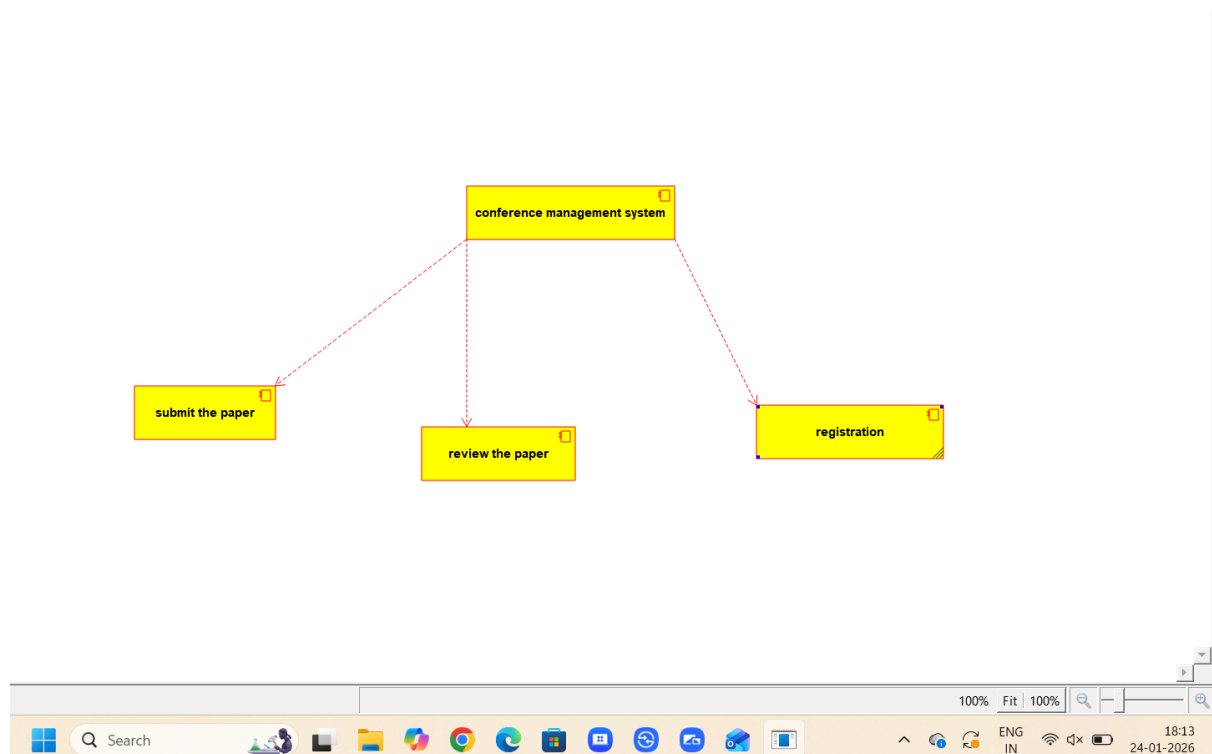 conference management system
submit the paper
review the paper
registration
100% Fit 100%
Search
ENG
IN
18:13
24-01-2026